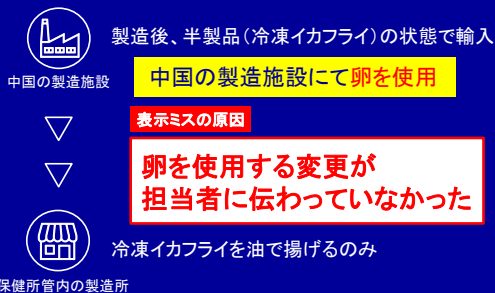 製造後、半製品(冷凍イカフライ)の状態で輸入
中国の製造施設
中国の製造施設にて卵を使用
表示ミスの原因
卵を使用する変更が
担当者に伝わっていなかった
冷凍イカフライを油で揚げるのみ
保健所管内の製造所